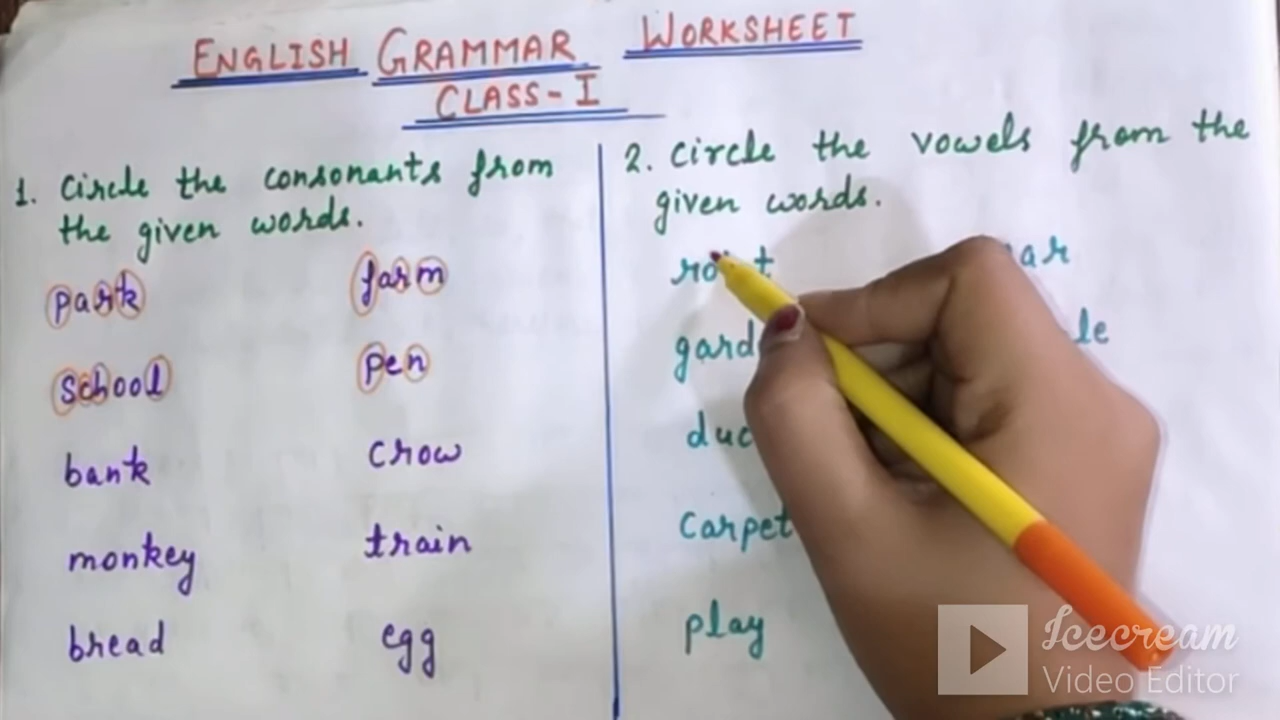 ENGLISH GRAMMAR WORKSHEET
CLASS-I
1. Circle the consonants from
the given words.
park farm
school pen
bank crow
monkey train
bread egg
2. Circle the vowels from the
given words.
carpet
play
Icecream
Video Editor